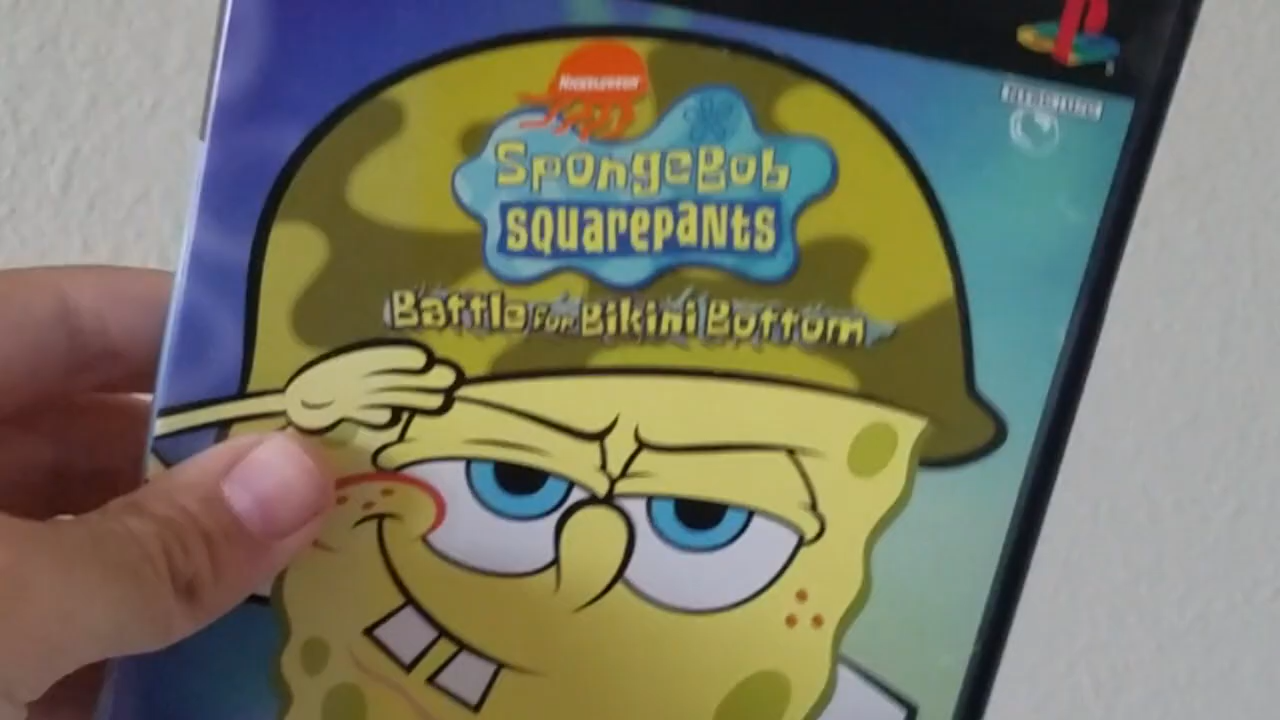 NICKELODEON
SpongeBob
SQUAREPANTS
Battle For Bikini Bottom